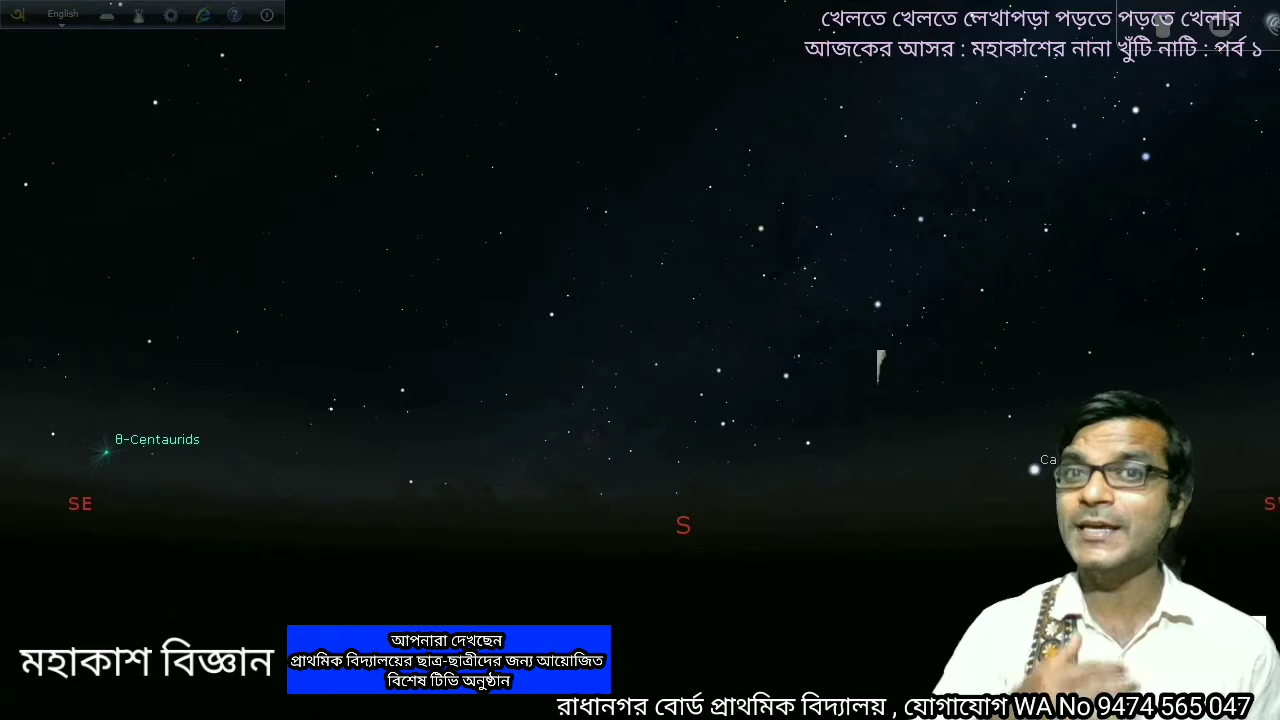 অ English
খেলতে খেলতে লেখাপড়া পড়তে পড়তে খেলার
আজকের আসর : মহাকাশের নানা খুঁটি নাটি : পর্ব ১
θ-Centaurids
Ca
SE
S
S
মহাকাশ বিজ্ঞান
আপনারা দেখছেন
প্রাথমিক বিদ্যালয়ের ছাত্র-ছাত্রীদের জন্য আয়োজিত
বিশেষ টিভি অনুষ্ঠান
রাধানগর বোর্ড প্রাথমিক বিদ্যালয় , যোগাযোগ WA No 9474 565 047